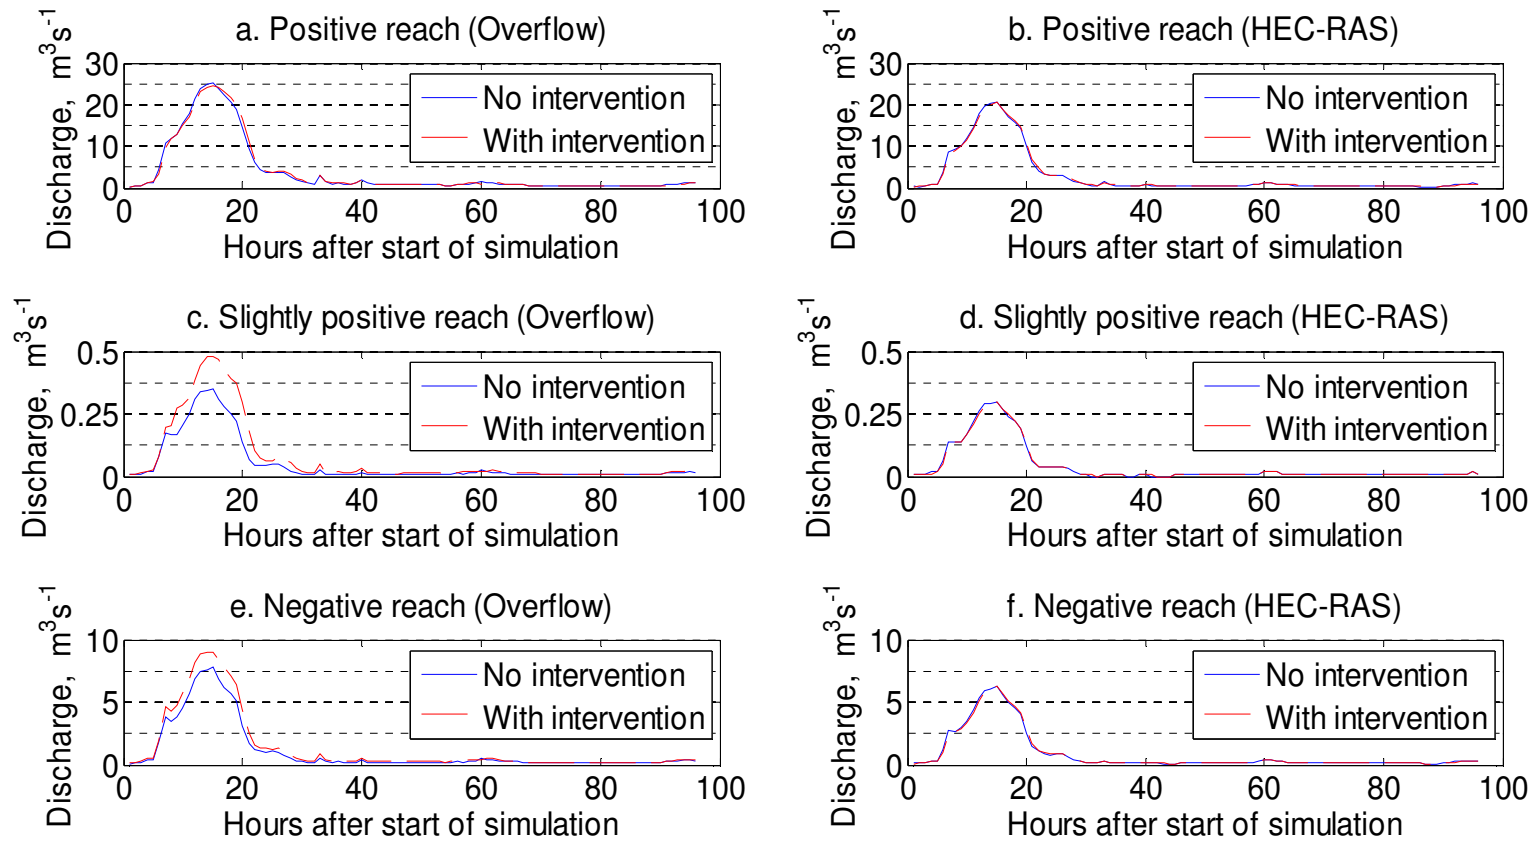 a. Positive reach (Overflow)
Discharge, m³s⁻¹
30
20
10
0
No intervention
With intervention
0 20 40 60 80 100
Hours after start of simulation
b. Positive reach (HEC-RAS)
Discharge, m³s⁻¹
30
20
10
0
No intervention
With intervention
0 20 40 60 80 100
Hours after start of simulation
c. Slightly positive reach (Overflow)
Discharge, m³s⁻¹
0.5
0.25
0
No intervention
With intervention
0 20 40 60 80 100
Hours after start of simulation
d. Slightly positive reach (HEC-RAS)
Discharge, m³s⁻¹
0.5
0.25
0
No intervention
With intervention
0 20 40 60 80 100
Hours after start of simulation
e. Negative reach (Overflow)
Discharge, m³s⁻¹
10
5
0
No intervention
With intervention
0 20 40 60 80 100
Hours after start of simulation
f. Negative reach (HEC-RAS)
Discharge, m³s⁻¹
10
5
0
No intervention
With intervention
0 20 40 60 80 100
Hours after start of simulation